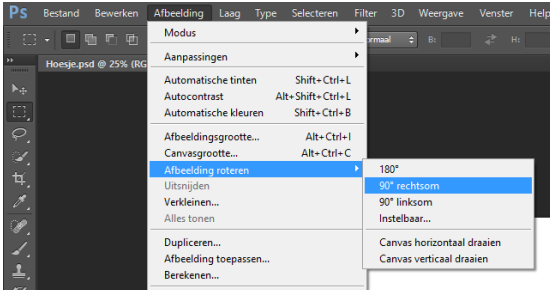 Ps Bestand Bewerken Afbeelding Laag Type Selecteren Filter 3D Weergave Venster Help
Modus
B:
H:
Hoesje.psd @ 25% (RG
Aanpassingen
Automatische tinten Shift+Ctrl+L
Autocontrast Alt+Shift+Ctrl+L
Automatische kleuren Shift+Ctrl+B
Afbeeldingsgrootte... Alt+Ctrl+I
Canvasgrootte... Alt+Ctrl+C
Afbeelding roteren
Uitsnijden
Verkleinen...
Alles tonen
Dupliceren...
Afbeelding toepassen...
Berekenen...
180°
90° rechtsom
90° linksom
Instelbaar...
Canvas horizontaal draaien
Canvas verticaal draaien